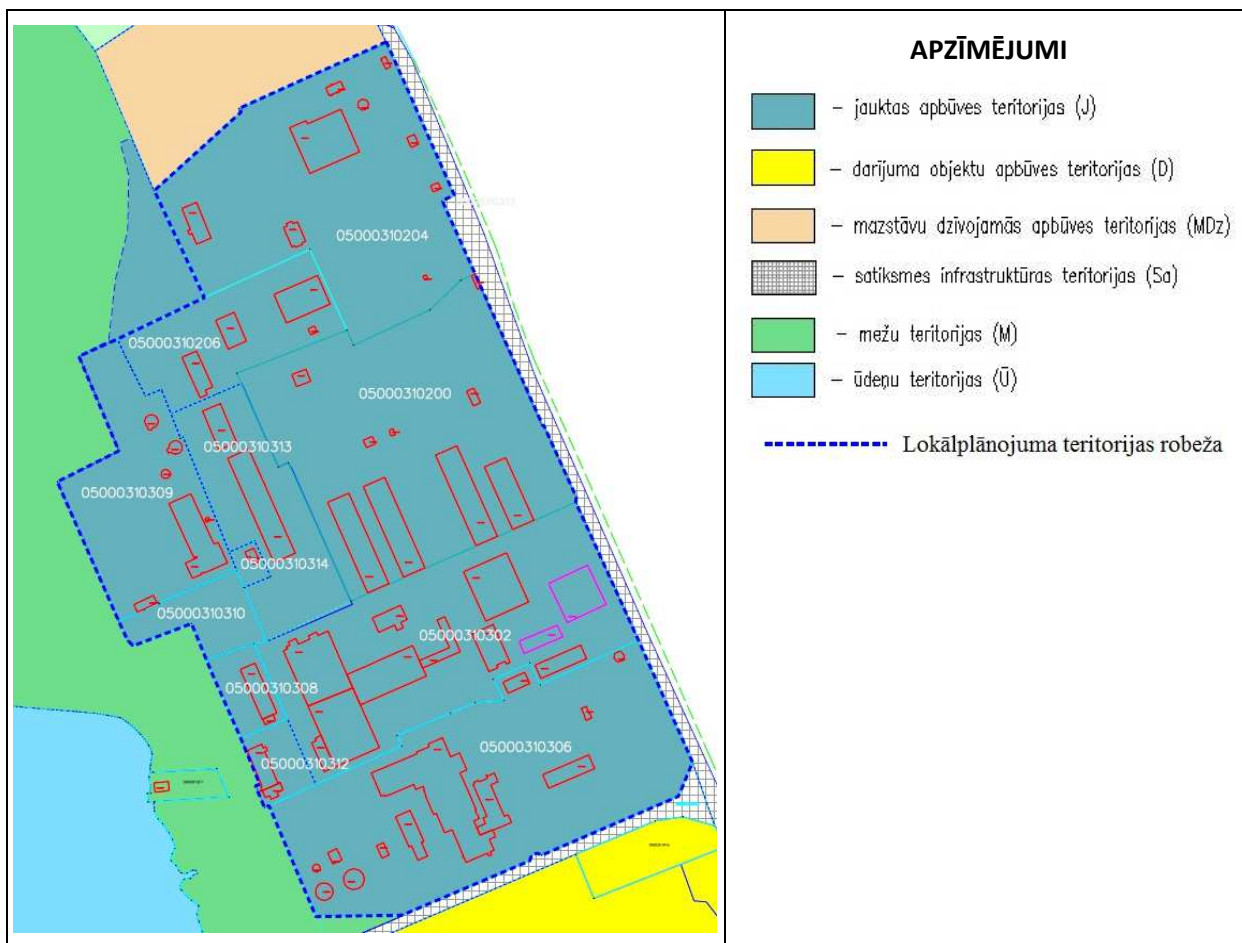 05000310204
05000310206
05000310200
05000310313
05000310309
05000310314
05000310310
05000310302
05000310308
05000310306
05000310312
APZĪMĒJUMI
– jauktas apbūves teritorijas (J)
– darījuma objektu apbūves teritorijas (D)
– mazstāvu dzīvojamās apbūves teritorijas (MDz)
– satiksmes infrastruktūras teritorijas (Sa)
– mežu teritorijas (M)
– ūdeņu teritorijas (Ū)
Lokālplānojuma teritorijas robeža